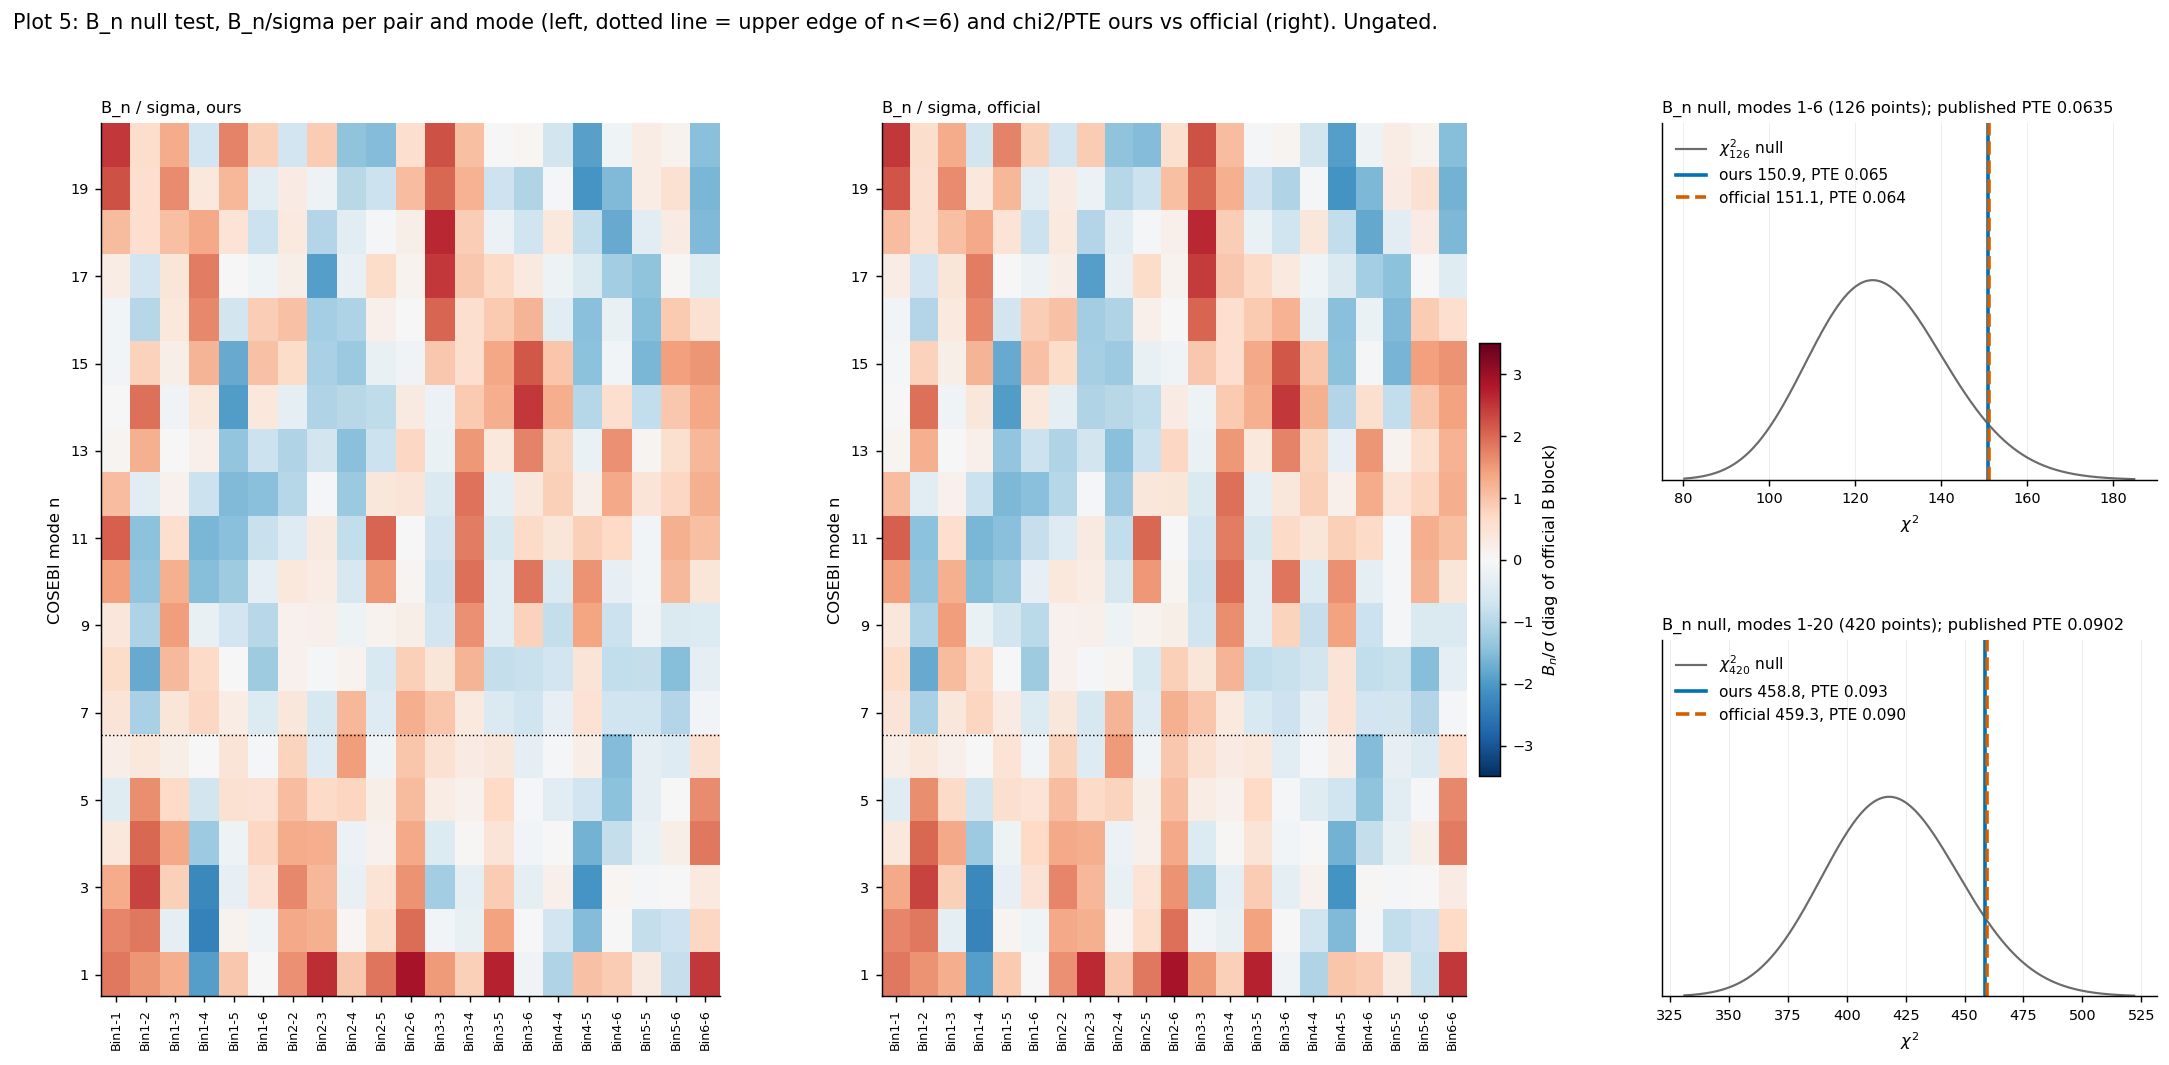 Plot 5: B_n null test, B_n/sigma per pair and mode (left, dotted line = upper edge of n<=6) and chi2/PTE ours vs official (right). Ungated.
B_n / sigma, ours
COSEBI mode n
19
17
15
13
11
9
7
5
3
1
Bin1-1
Bin1-2
Bin1-3
Bin1-4
Bin1-5
Bin1-6
Bin2-2
Bin2-3
Bin2-4
Bin2-5
Bin2-6
Bin3-3
Bin3-4
Bin3-5
Bin3-6
Bin4-4
Bin4-5
Bin4-6
Bin5-5
Bin5-6
Bin6-6
B_n / sigma, official
COSEBI mode n
19
17
15
13
11
9
7
5
3
1
Bin1-1
Bin1-2
Bin1-3
Bin1-4
Bin1-5
Bin1-6
Bin2-2
Bin2-3
Bin2-4
Bin2-5
Bin2-6
Bin3-3
Bin3-4
Bin3-5
Bin3-6
Bin4-4
Bin4-5
Bin4-6
Bin5-5
Bin5-6
Bin6-6
3
2
1
0
−1
−2
−3
Bₙ/σ (diag of official B block)
B_n null, modes 1-6 (126 points); published PTE 0.0635
χ²₁₂₆ null
ours 150.9, PTE 0.065
official 151.1, PTE 0.064
80 100 120 140 160 180
χ²
B_n null, modes 1-20 (420 points); published PTE 0.0902
χ²₄₂₀ null
ours 458.8, PTE 0.093
official 459.3, PTE 0.090
325 350 375 400 425 450 475 500 525
χ²